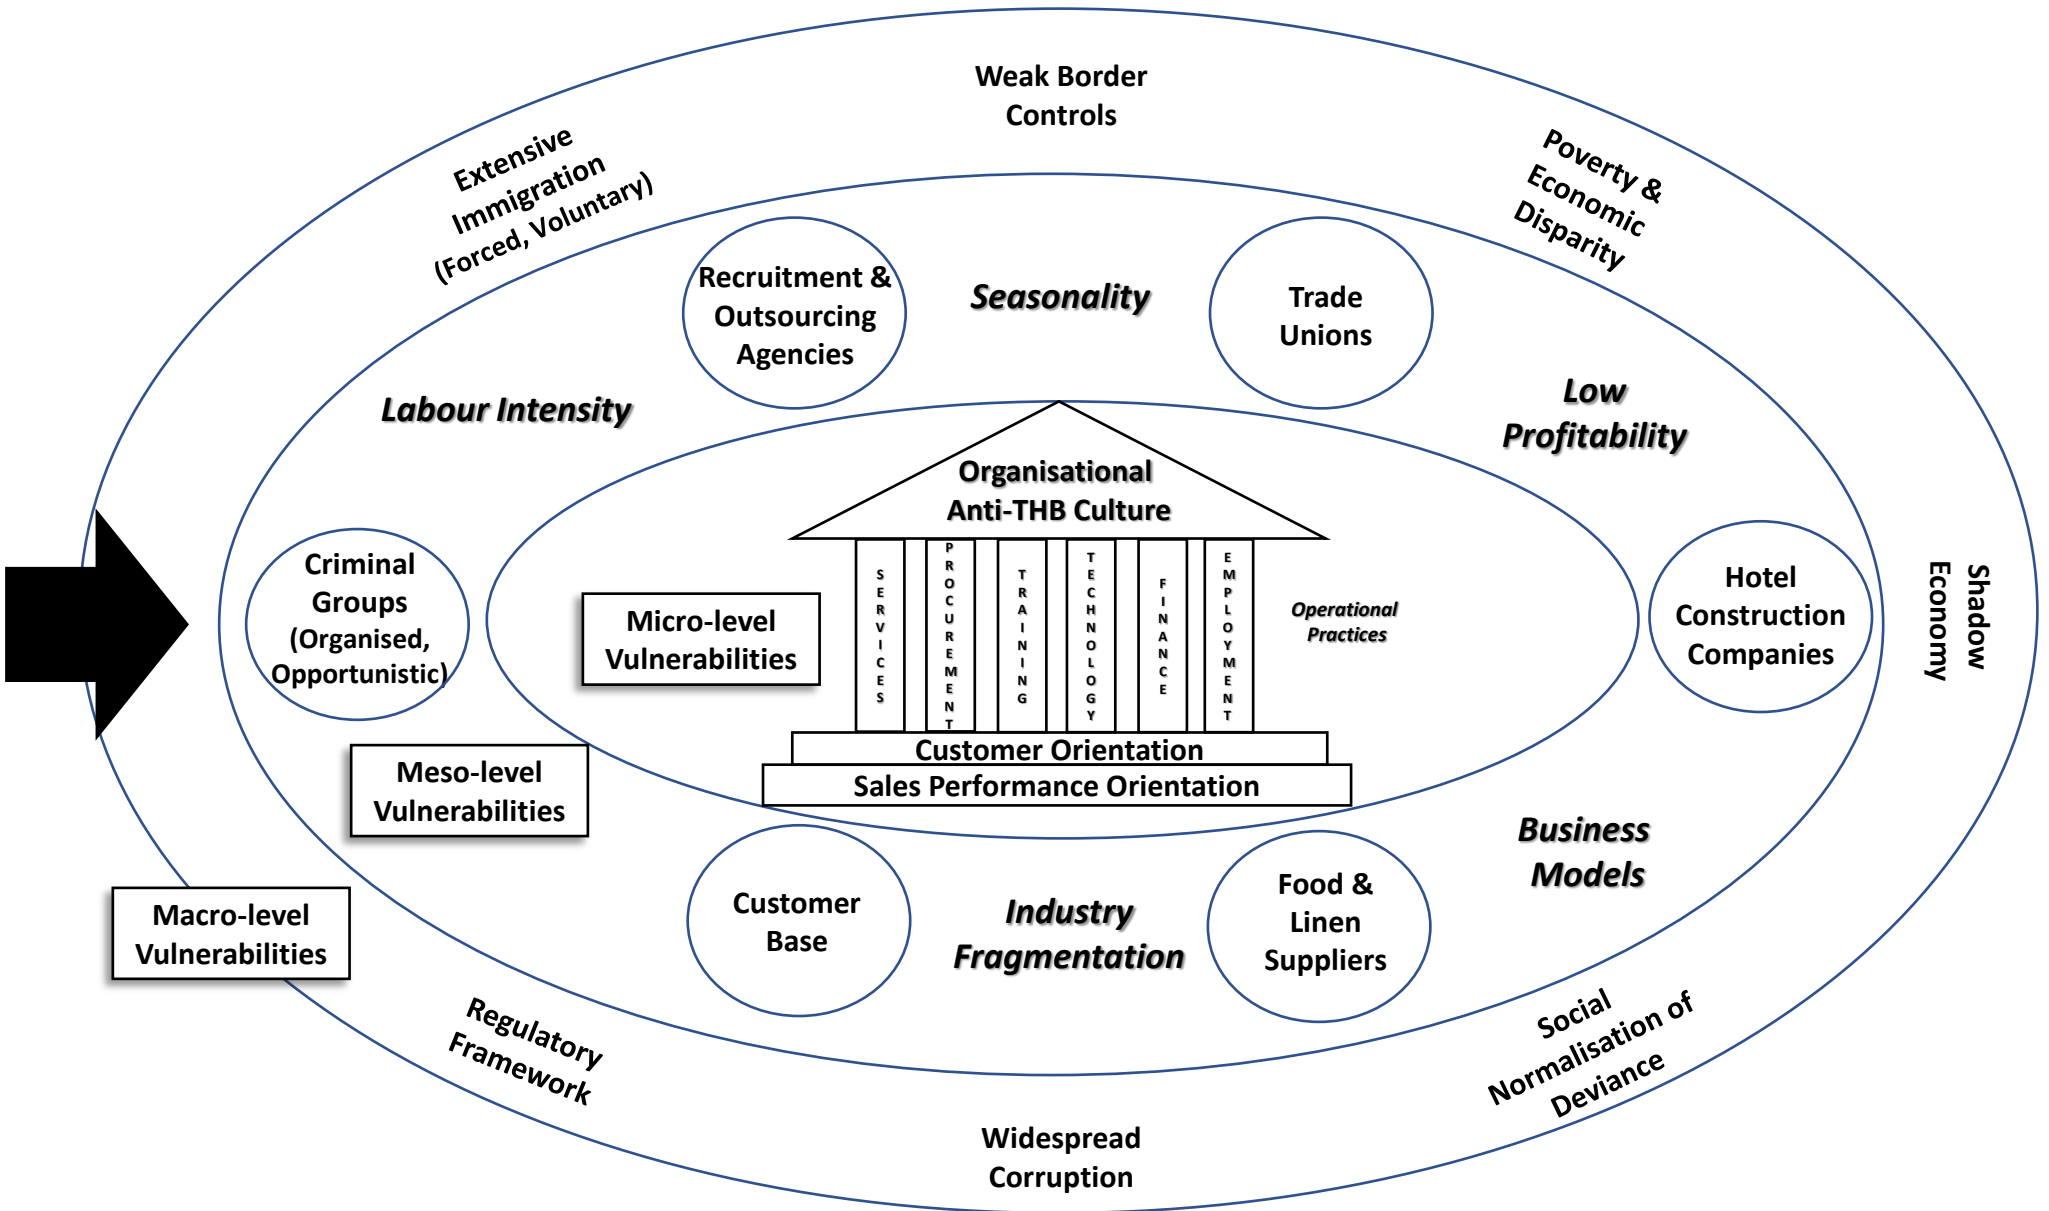 Weak Border
Controls
Extensive
Immigration
(Forced, Voluntary)
Poverty &
Economic
Disparity
Recruitment &
Outsourcing
Agencies
Seasonality
Trade
Unions
Labour Intensity
Low
Profitability
Organisational
Anti-THB Culture
Criminal
Groups
(Organised,
Opportunistic)
Micro-level
Vulnerabilities
SERVICES
PROCUREMENT
TRAINING
TECHNOLOGY
FINANCE
EMPLOYMENT
Operational
Practices
Hotel
Construction
Companies
Shadow
Economy
Customer Orientation
Sales Performance Orientation
Meso-level
Vulnerabilities
Business
Models
Customer
Base
Industry
Fragmentation
Food &
Linen
Suppliers
Macro-level
Vulnerabilities
Regulatory
Framework
Social
Normalisation of
Deviance
Widespread
Corruption